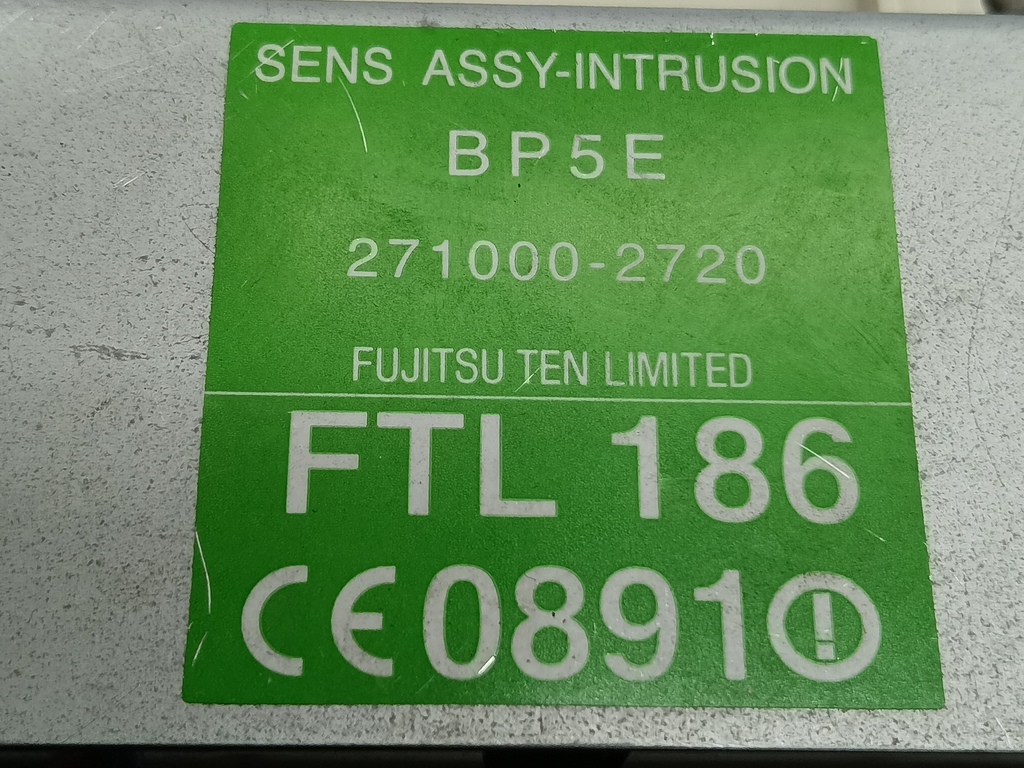 SENS ASSY-INTRUSION
BP5E
271000-2720
FUJITSU TEN LIMITED
FTL 186
CE0891!